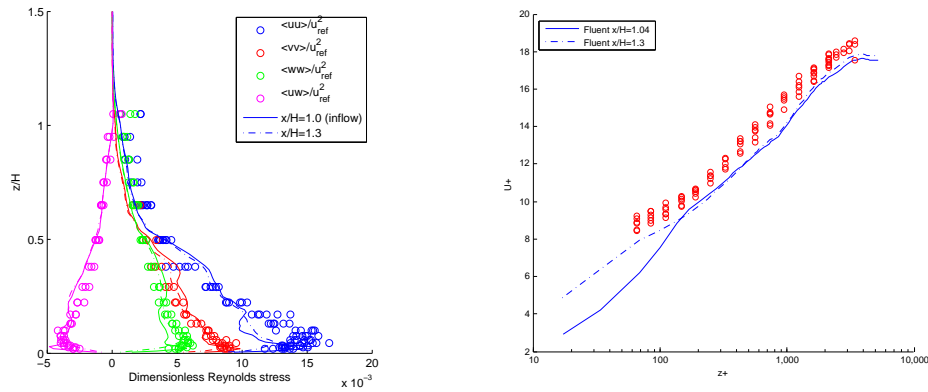 1.5
1
0.5
0
z/H
-5
0
5
10
15
20
Dimensionless Reynolds stress
x 10⁻³
<uu>/u²ref
<vv>/u²ref
<ww>/u²ref
<uw>/u²ref
x/H=1.0 (inflow)
x/H=1.3
20
18
16
14
12
10
8
6
4
2
U+
10
100
1,000
10,000
z+
Fluent x/H=1.04
Fluent x/H=1.3